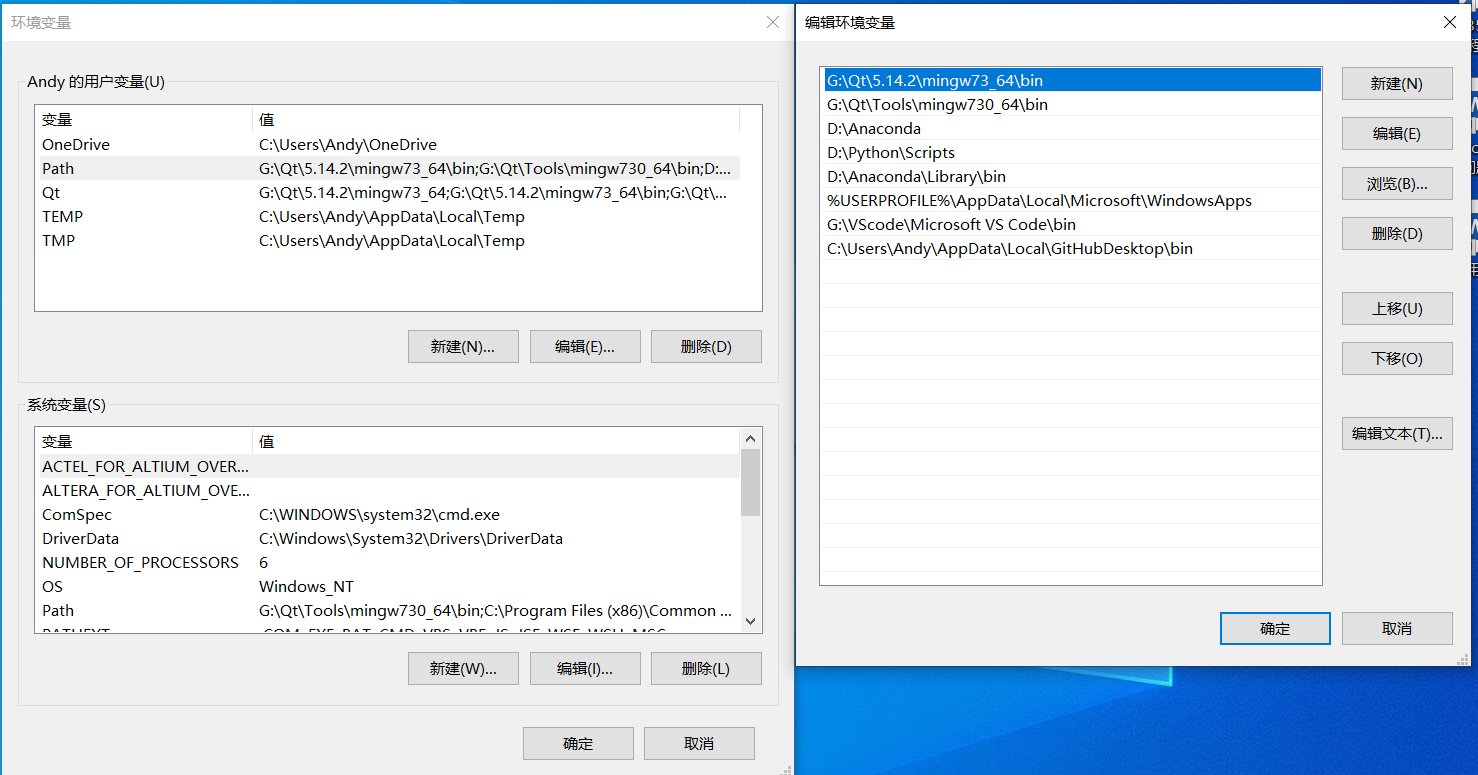 环境变量
Andy 的用户变量(U)
变量 值
OneDrive C:\Users\Andy\OneDrive
Path G:\Qt\5.14.2\mingw73_64\bin;G:\Qt\Tools\mingw730_64\bin;D:...
Qt G:\Qt\5.14.2\mingw73_64;G:\Qt\5.14.2\mingw73_64\bin;G:\Qt\...
TEMP C:\Users\Andy\AppData\Local\Temp
TMP C:\Users\Andy\AppData\Local\Temp
新建(N)... 编辑(E)... 删除(D)
系统变量(S)
变量 值
ACTEL_FOR_ALTIUM_OVER...
ALTERA_FOR_ALTIUM_OVE...
ComSpec C:\WINDOWS\system32\cmd.exe
DriverData C:\Windows\System32\Drivers\DriverData
NUMBER_OF_PROCESSORS 6
OS Windows_NT
Path G:\Qt\Tools\mingw730_64\bin;C:\Program Files (x86)\Common ...
新建(W)... 编辑(I)... 删除(L)
确定 取消
编辑环境变量
G:\Qt\5.14.2\mingw73_64\bin
G:\Qt\Tools\mingw730_64\bin
D:\Anaconda
D:\Python\Scripts
D:\Anaconda\Library\bin
%USERPROFILE%\AppData\Local\Microsoft\WindowsApps
G:\VScode\Microsoft VS Code\bin
C:\Users\Andy\AppData\Local\GitHubDesktop\bin
新建(N)
编辑(E)
浏览(B)...
删除(D)
上移(U)
下移(O)
编辑文本(T)...
确定 取消